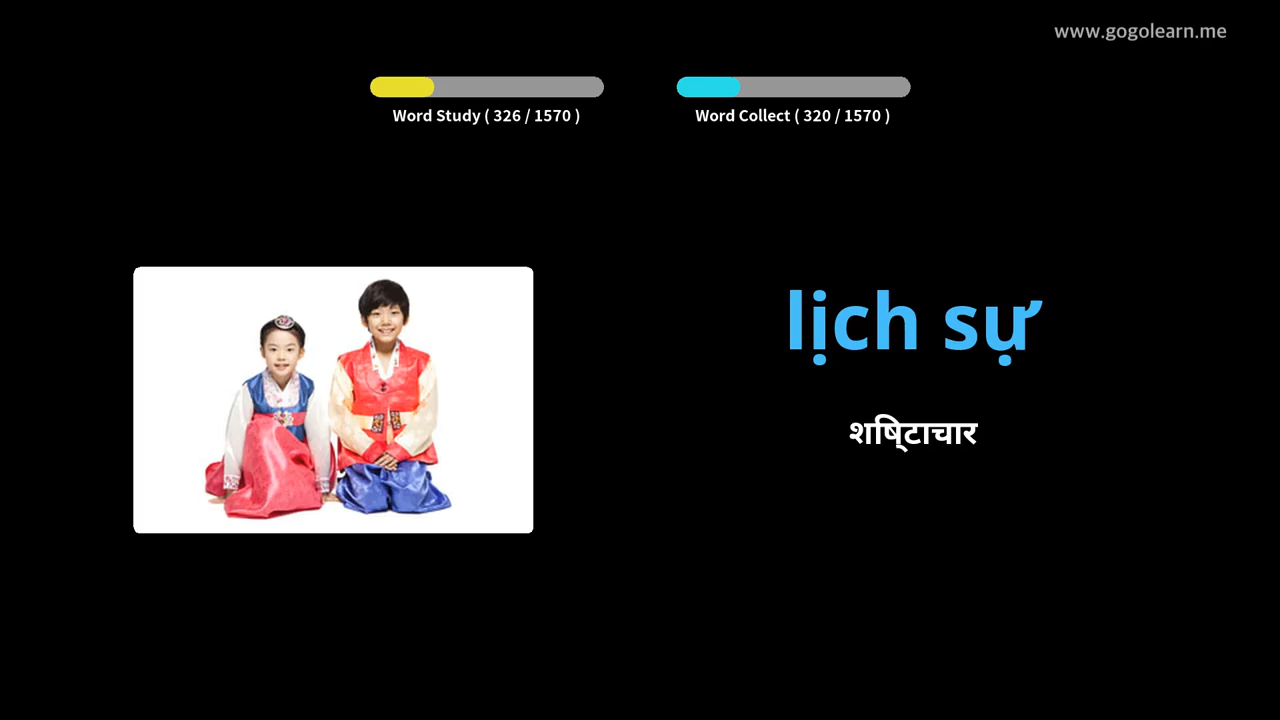 www.gogolearn.me
Word Study ( 326 / 1570 )
Word Collect ( 320 / 1570 )
lịch sự
शिष्टाचार